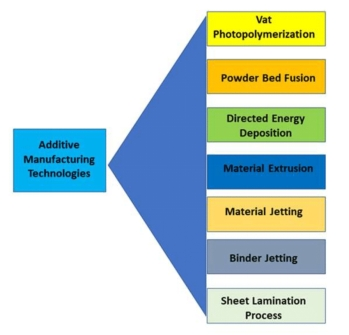 Vat
Photopolymerization
Powder Bed Fusion
Directed Energy
Deposition
Additive
Manufacturing
Technologies
Material Extrusion
Material Jetting
Binder Jetting
Sheet Lamination
Process